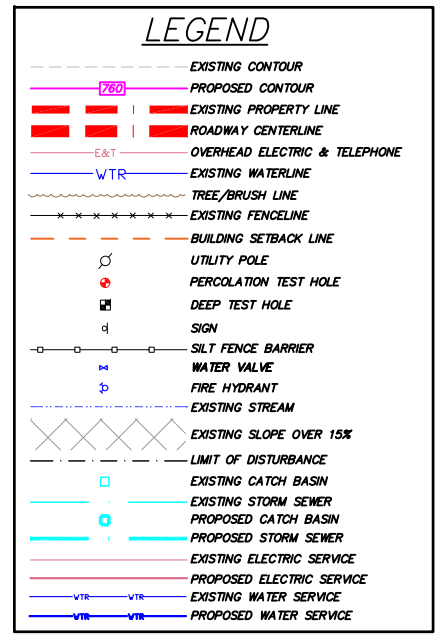 LEGEND
EXISTING CONTOUR
760 PROPOSED CONTOUR
EXISTING PROPERTY LINE
ROADWAY CENTERLINE
E&T OVERHEAD ELECTRIC & TELEPHONE
WTR EXISTING WATERLINE
TREE/BRUSH LINE
EXISTING FENCELINE
BUILDING SETBACK LINE
UTILITY POLE
PERCOLATION TEST HOLE
DEEP TEST HOLE
SIGN
SILT FENCE BARRIER
WATER VALVE
FIRE HYDRANT
EXISTING STREAM
EXISTING SLOPE OVER 15%
LIMIT OF DISTURBANCE
EXISTING CATCH BASIN
EXISTING STORM SEWER
PROPOSED CATCH BASIN
PROPOSED STORM SEWER
EXISTING ELECTRIC SERVICE
PROPOSED ELECTRIC SERVICE
WTR WTR EXISTING WATER SERVICE
WTR WTR PROPOSED WATER SERVICE